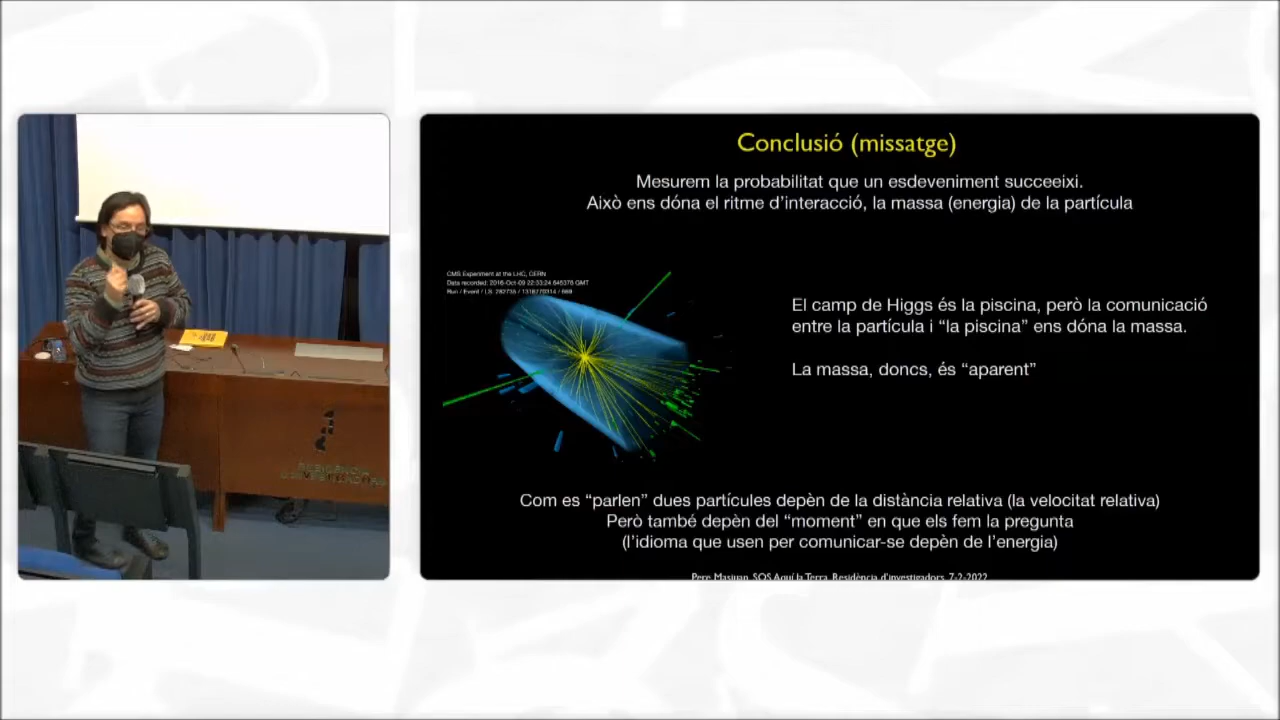 Conclusió (missatge)
Mesurem la probabilitat que un esdeveniment succeeixi.
Això ens dóna el ritme d'interacció, la massa (energia) de la partícula
CMS Experiment at the LHC, CERN
Data recorded: 2016-Oct-09 22:33:24 GMT
Run / Event / LS:
El camp de Higgs és la piscina, però la comunicació
entre la partícula i “la piscina” ens dóna la massa.
La massa, doncs, és “aparent”
Com es “parlen” dues partícules depèn de la distància relativa (la velocitat relativa)
Però també depèn del “moment” en que els fem la pregunta
(l'idioma que usen per comunicar-se depèn de l'energia)
Pere Masjuan, SOS Aquí la Terra, Residència d'investigadors, 7-2-2022
RESIDÈNCIA